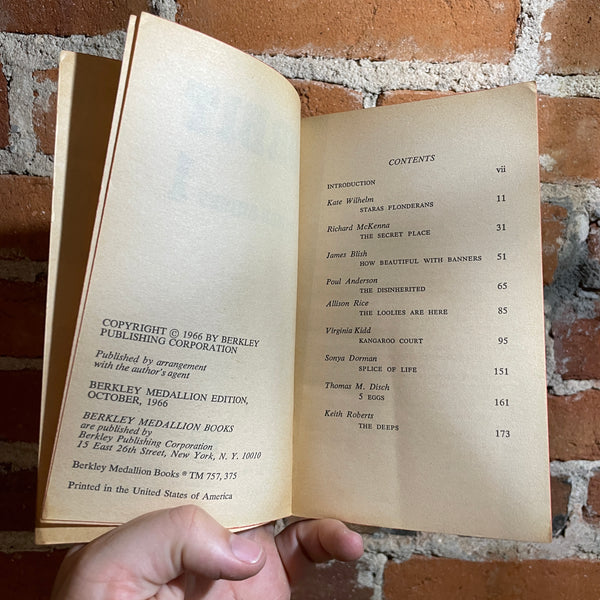 COPYRIGHT © 1966 BY BERKLEY
PUBLISHING CORPORATION
Published by arrangement
with the author's agent
BERKLEY MEDALLION EDITION,
OCTOBER, 1966
BERKLEY MEDALLION BOOKS
are published by
Berkley Publishing Corporation
15 East 26th Street, New York, N. Y. 10010
Berkley Medallion Books ® TM 757,375
Printed in the United States of America
CONTENTS
INTRODUCTION vii
Kate Wilhelm
STARAS FLONDERANS 11
Richard McKenna
THE SECRET PLACE 31
James Blish
HOW BEAUTIFUL WITH BANNERS 51
Poul Anderson
THE DISINHERITED 65
Allison Rice
THE LOOLIES ARE HERE 85
Virginia Kidd
KANGAROO COURT 95
Sonya Dorman
SPLICE OF LIFE 151
Thomas M. Disch
5 EGGS 161
Keith Roberts
THE DEEPS 173